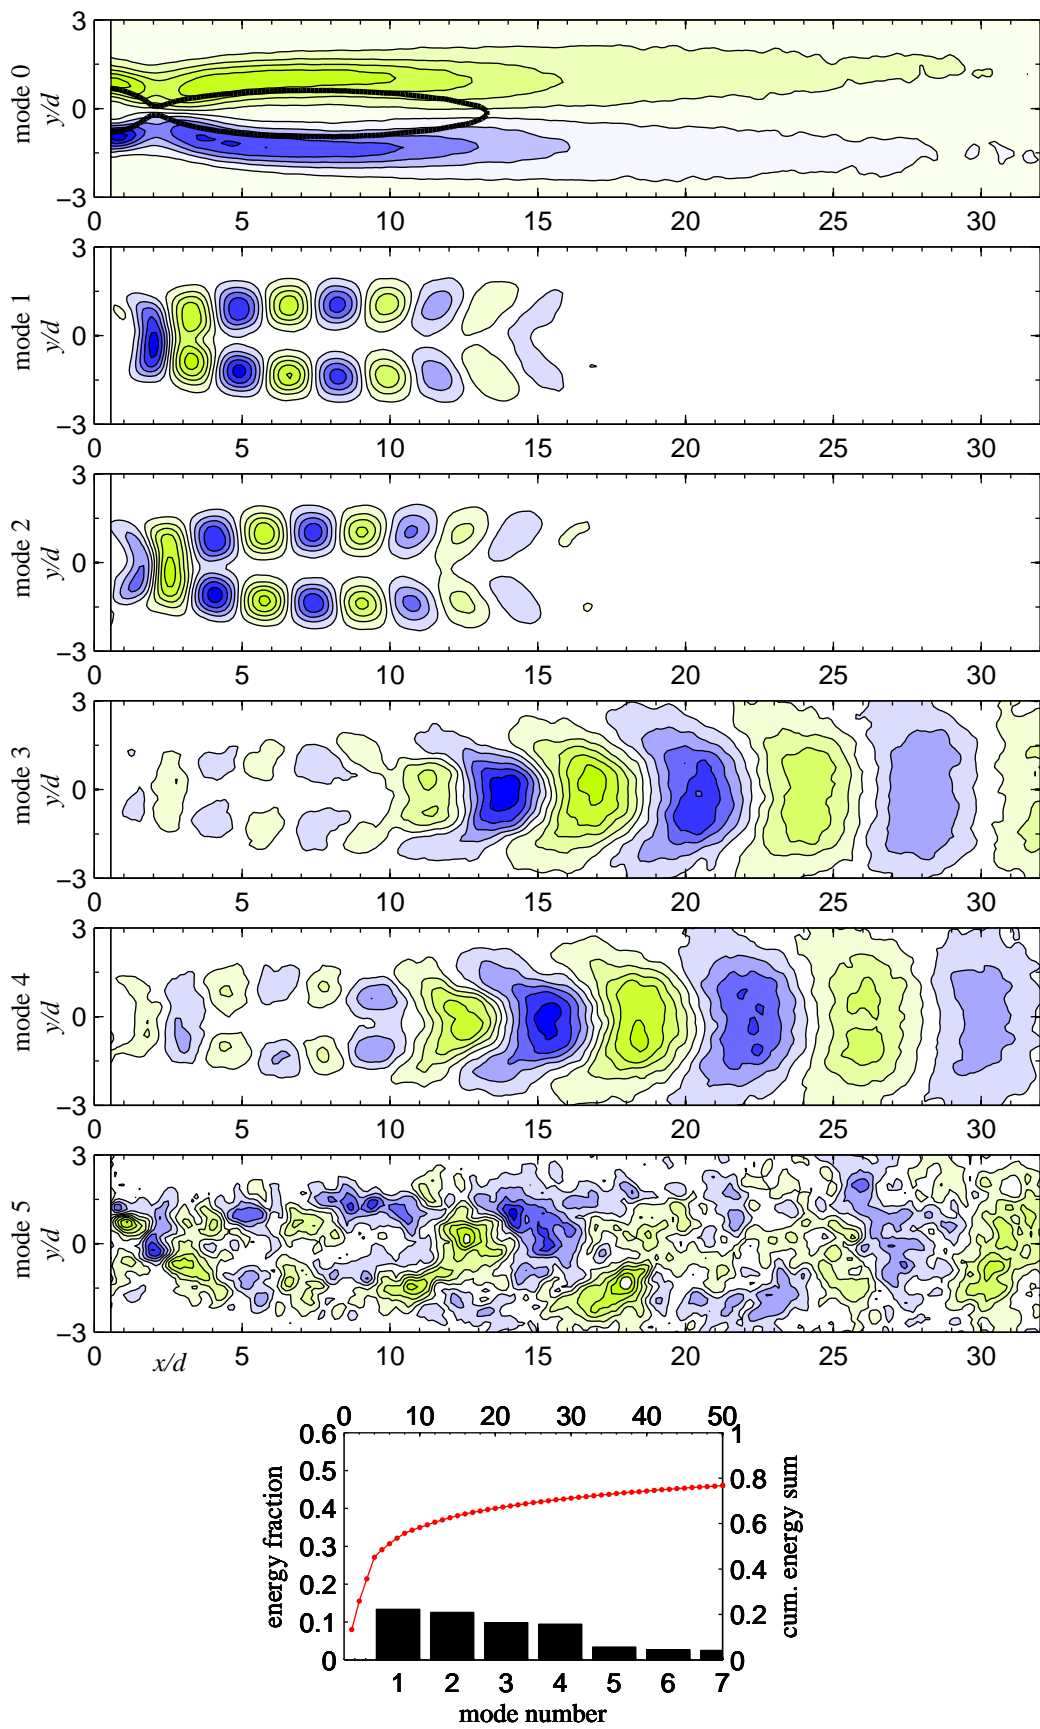 3
0
−3
mode 0
y/d
0 5 10 15 20 25 30
3
0
−3
mode 1
y/d
0 5 10 15 20 25 30
3
0
−3
mode 2
y/d
0 5 10 15 20 25 30
3
0
−3
mode 3
y/d
0 5 10 15 20 25 30
3
0
−3
mode 4
y/d
0 5 10 15 20 25 30
3
0
−3
mode 5
y/d
0 5 10 15 20 25 30
x/d
0 10 20 30 40 50
0.6
0.5
0.4
0.3
0.2
0.1
0
energy fraction
1
0.8
0.6
0.4
0.2
0
cum. energy sum
1 2 3 4 5 6 7
mode number